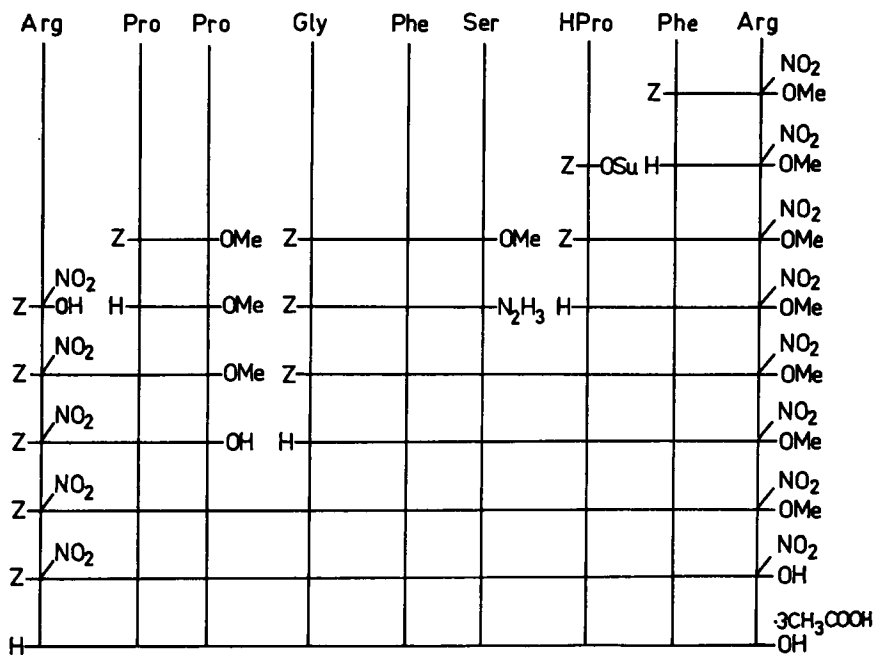 Arg Pro Pro Gly Phe Ser HPro Phe Arg
NO2
Z OMe
NO2
Z OSu H OMe
NO2
Z OMe Z OMe Z OMe
NO2 NO2
Z OH H OMe Z N2H3 H OMe
NO2 NO2
Z OMe Z OMe
NO2 NO2
Z OH H OMe
NO2 NO2
Z OMe
NO2 NO2
Z OH
·3CH3COOH
H OH